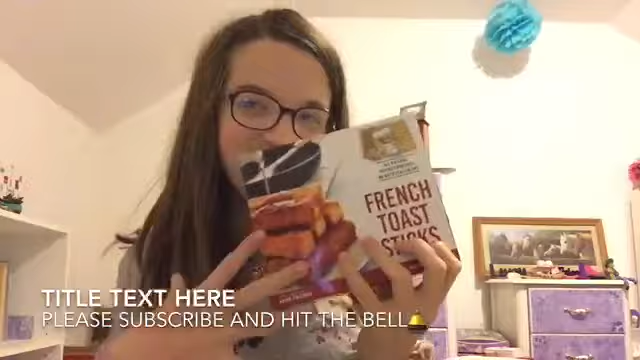 FRENCH
TOAST
STICKS
TITLE TEXT HERE
PLEASE SUBSCRIBE AND HIT THE BELL